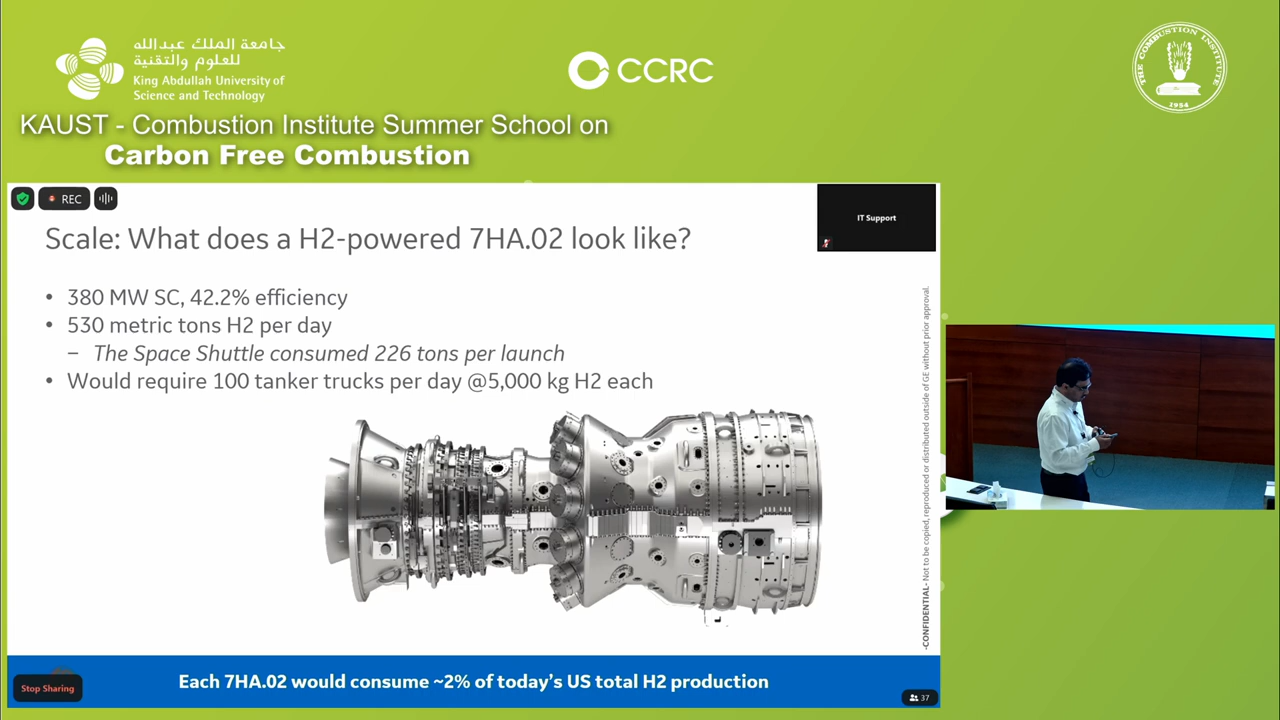 جامعة الملك عبدالله
للعلوم والتقنية
King Abdullah University of
Science and Technology
CCRC
THE COMBUSTION INSTITUTE
1954
KAUST - Combustion Institute Summer School on
Carbon Free Combustion
REC
IT Support
Scale: What does a H2-powered 7HA.02 look like?
• 380 MW SC, 42.2% efficiency
• 530 metric tons H2 per day
– The Space Shuttle consumed 226 tons per launch
• Would require 100 tanker trucks per day @5,000 kg H2 each
-CONFIDENTIAL- Not to be copied, reproduced or distributed outside of GE without prior approval.
Each 7HA.02 would consume ~2% of today's US total H2 production
Stop Sharing
37